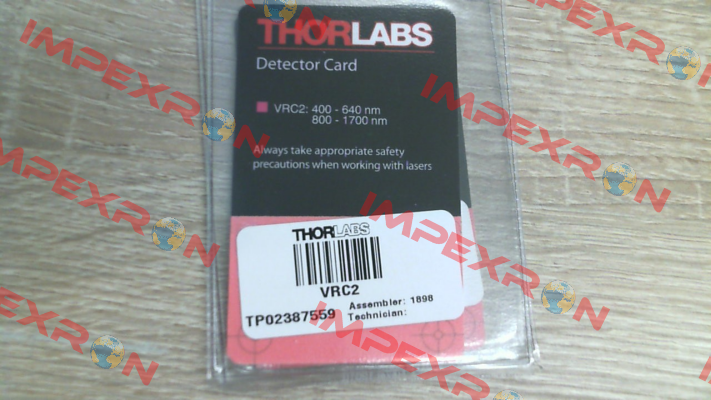 THORLABS
Detector Card
VRC2: 400 - 640 nm
800 - 1700 nm
Always take appropriate safety
precautions when working with lasers
THORLABS
VRC2
Assembler: 1898
TP02387559 Technician:
IMPEXRON
IMPEXRON
IMPEXRON
IMPEXRON
IMPEXRON
IMPEXRON